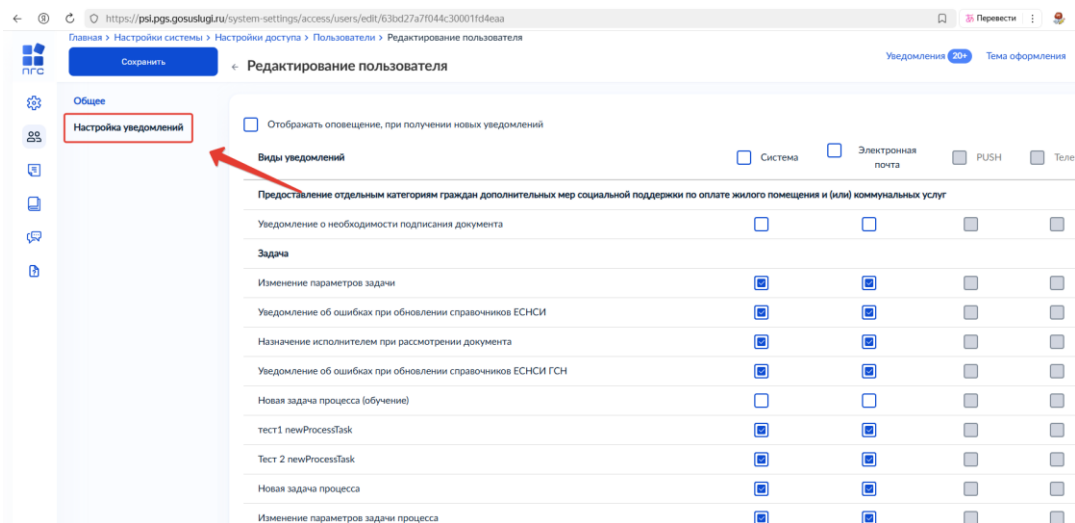 https://psi.pgs.gosuslugi.ru/system-settings/access/users/edit/63bd27a7f044c30001fd4eaa
Перевести
Главная > Настройки системы > Настройки доступа > Пользователи > Редактирование пользователя
пгс
Сохранить
← Редактирование пользователя
Уведомления 20+ Тема оформления
Общее
Настройка уведомлений
Отображать оповещение, при получении новых уведомлений
Виды уведомлений
Система
Электронная
почта
PUSH
Теле
Предоставление отдельным категориям граждан дополнительных мер социальной поддержки по оплате жилого помещения и (или) коммунальных услуг
Уведомление о необходимости подписания документа
Задача
Изменение параметров задачи
Уведомление об ошибках при обновлении справочников ЕСНСИ
Назначение исполнителем при рассмотрении документа
Уведомление об ошибках при обновлении справочников ЕСНСИ ГСН
Новая задача процесса (обучение)
тест1 newProcessTask
Тест 2 newProcessTask
Новая задача процесса
Изменение параметров задачи процесса